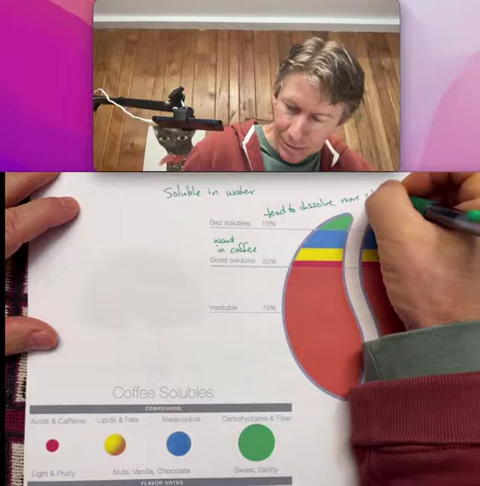 Soluble in water
tend to dissolve more
Bad solubles 10%
want
in coffee
Good solubles 20%
Insoluble 70%
Coffee Solubles
COMPOUNDS
Acids & Caffeine Lipids & Fats Melanoidins Carbohydrates & Fiber
Light & Fruity Nuts, Vanilla, Chocolate Sweet, Earthy
FLAVOR NOTES